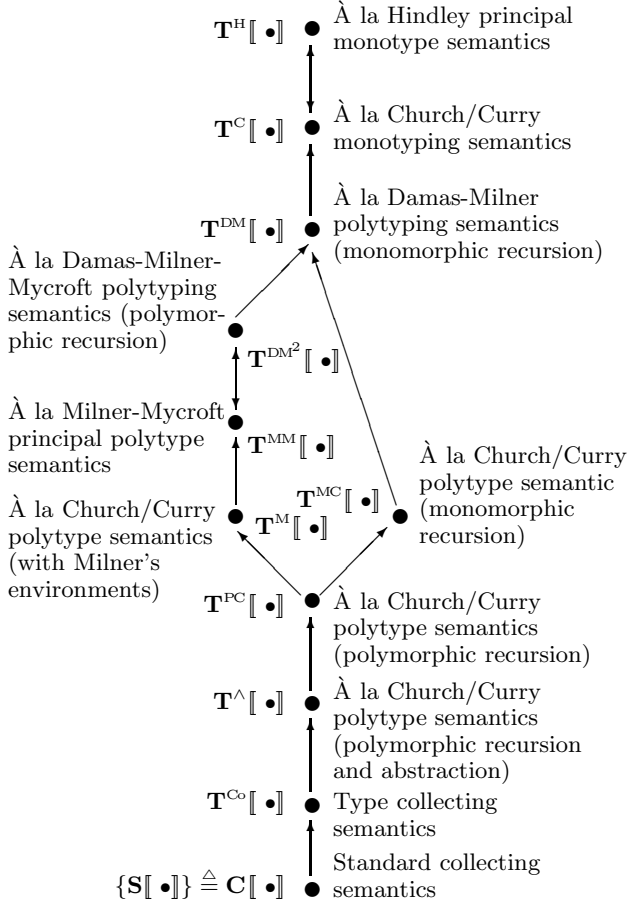 T^H⟦ • ⟧
À la Hindley principal
monotype semantics
T^C⟦ • ⟧
À la Church/Curry
monotyping semantics
T^DM⟦ • ⟧
À la Damas-Milner
polytyping semantics
(monomorphic recursion)
À la Damas-Milner-
Mycroft polytyping
semantics (polymor-
phic recursion)
T^DM²⟦ • ⟧
À la Milner-Mycroft
principal polytype
semantics
T^MM⟦ • ⟧
À la Church/Curry
polytype semantic
(monomorphic
recursion)
T^MC⟦ • ⟧
À la Church/Curry
polytype semantics
(with Milner's
environments)
T^M⟦ • ⟧
T^PC⟦ • ⟧
À la Church/Curry
polytype semantics
(polymorphic recursion)
T^∧⟦ • ⟧
À la Church/Curry
polytype semantics
(polymorphic recursion
and abstraction)
T^Co⟦ • ⟧
Type collecting
semantics
{S⟦ • ⟧} ≜ C⟦ • ⟧
Standard collecting
semantics